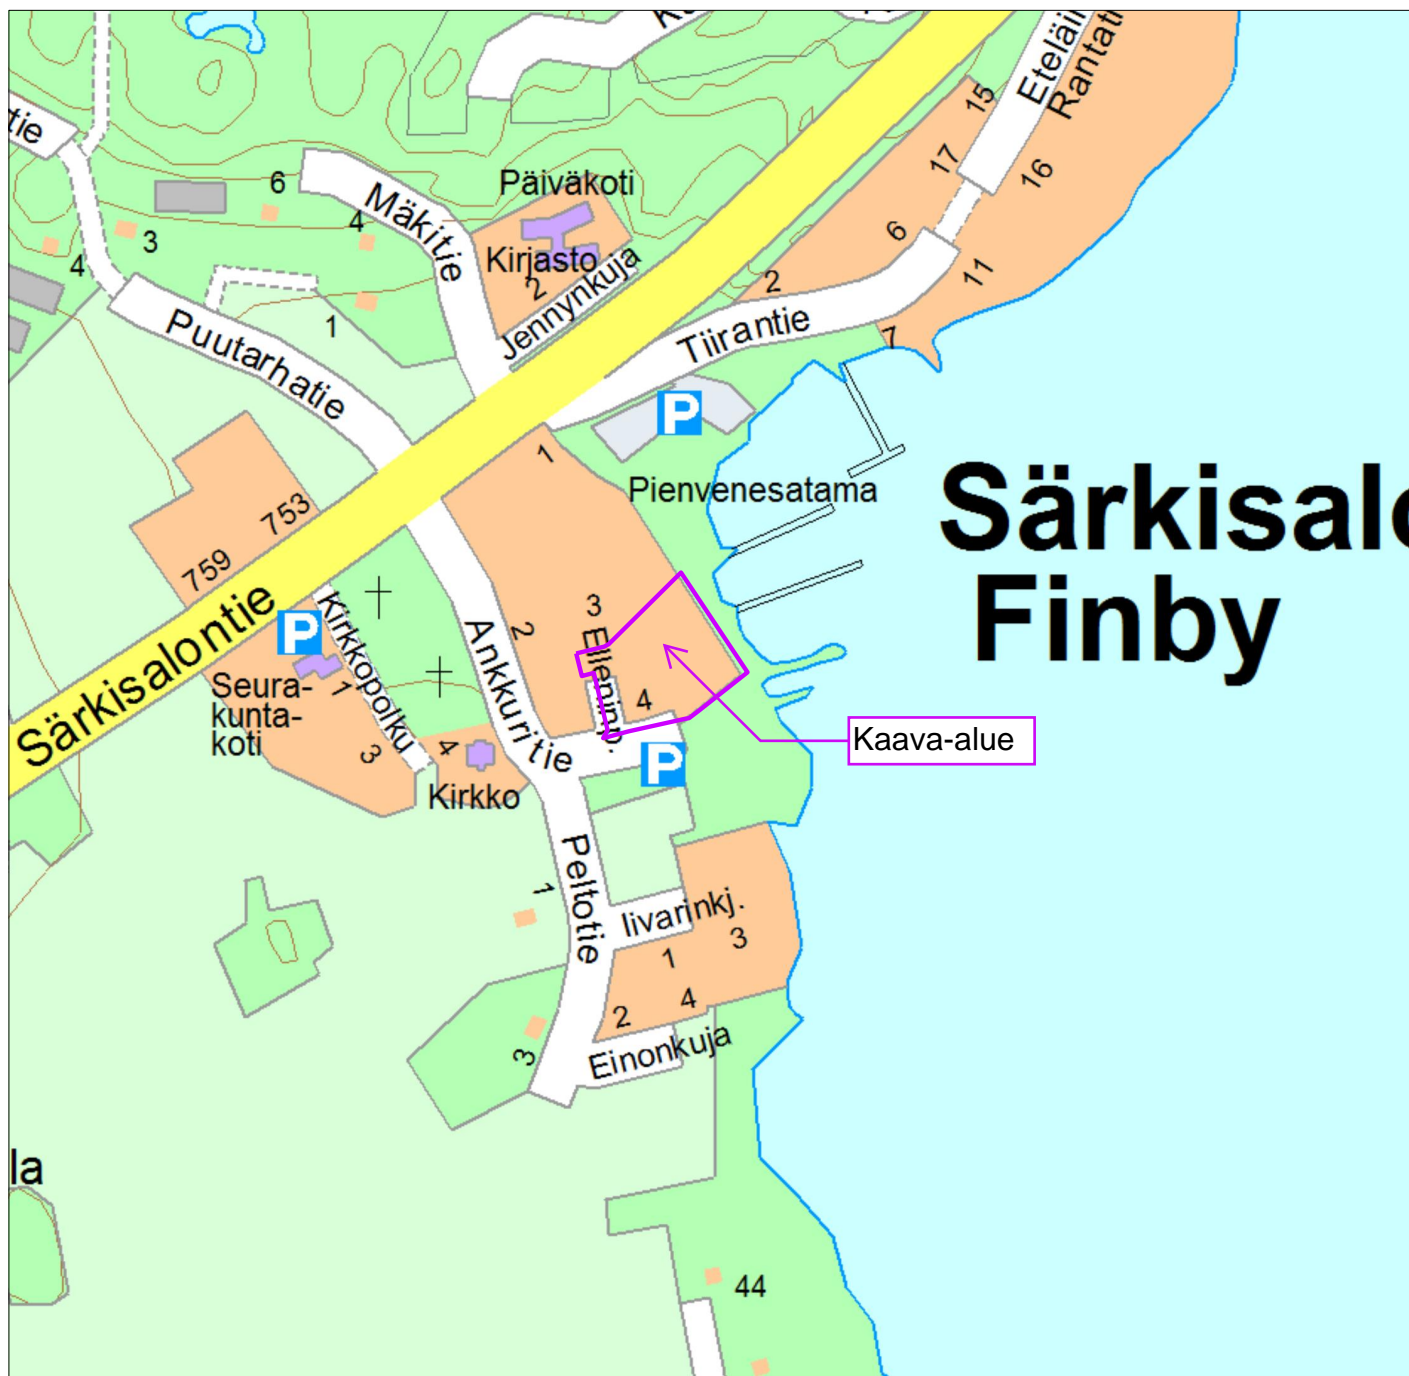 tie
6
Mäkitie
4
3
4
1
Päiväkoti
Kirjasto
2
Jennynkuja
15
17
16
6
2
11
7
Tiirantie
Puutarhatie
P
1
Pienvenesatama
Särkisalo
Finby
753
759
Särkisalontie
P
Kirkkopolku
1
Seura-
kunta-
koti
3
4
Kirkko
Ankkuritie
2
3
Elleninp.
4
P
Kaava-alue
Peltotie
1
Iivarinkj.
1
3
2
4
Einonkuja
3
la
44